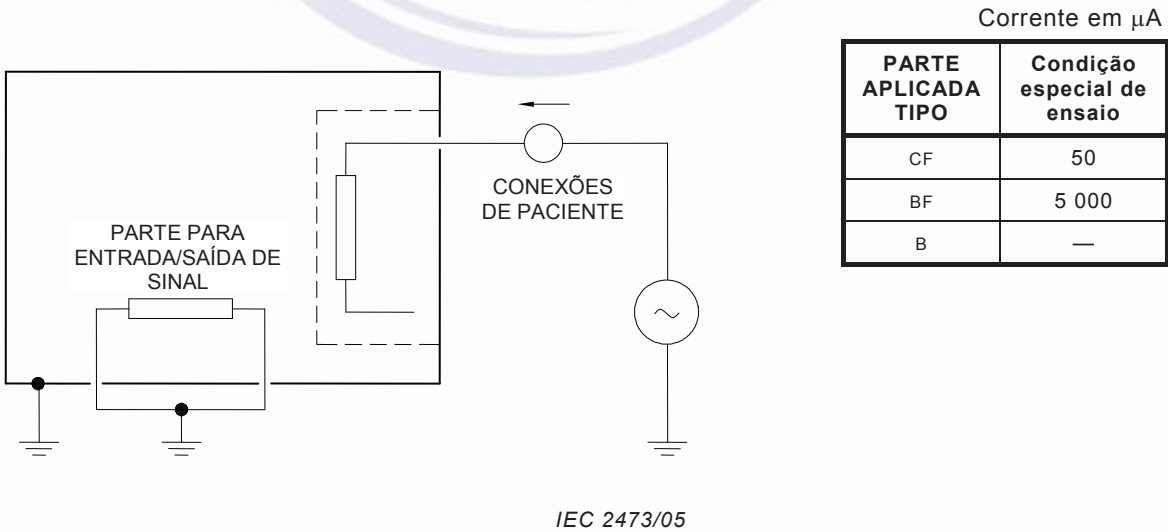 Corrente em μA
PARTE
APLICADA
TIPO
Condição
especial de
ensaio
CF
50
BF
5 000
B
—
CONEXÕES
DE PACIENTE
PARTE PARA
ENTRADA/SAÍDA DE
SINAL
IEC 2473/05